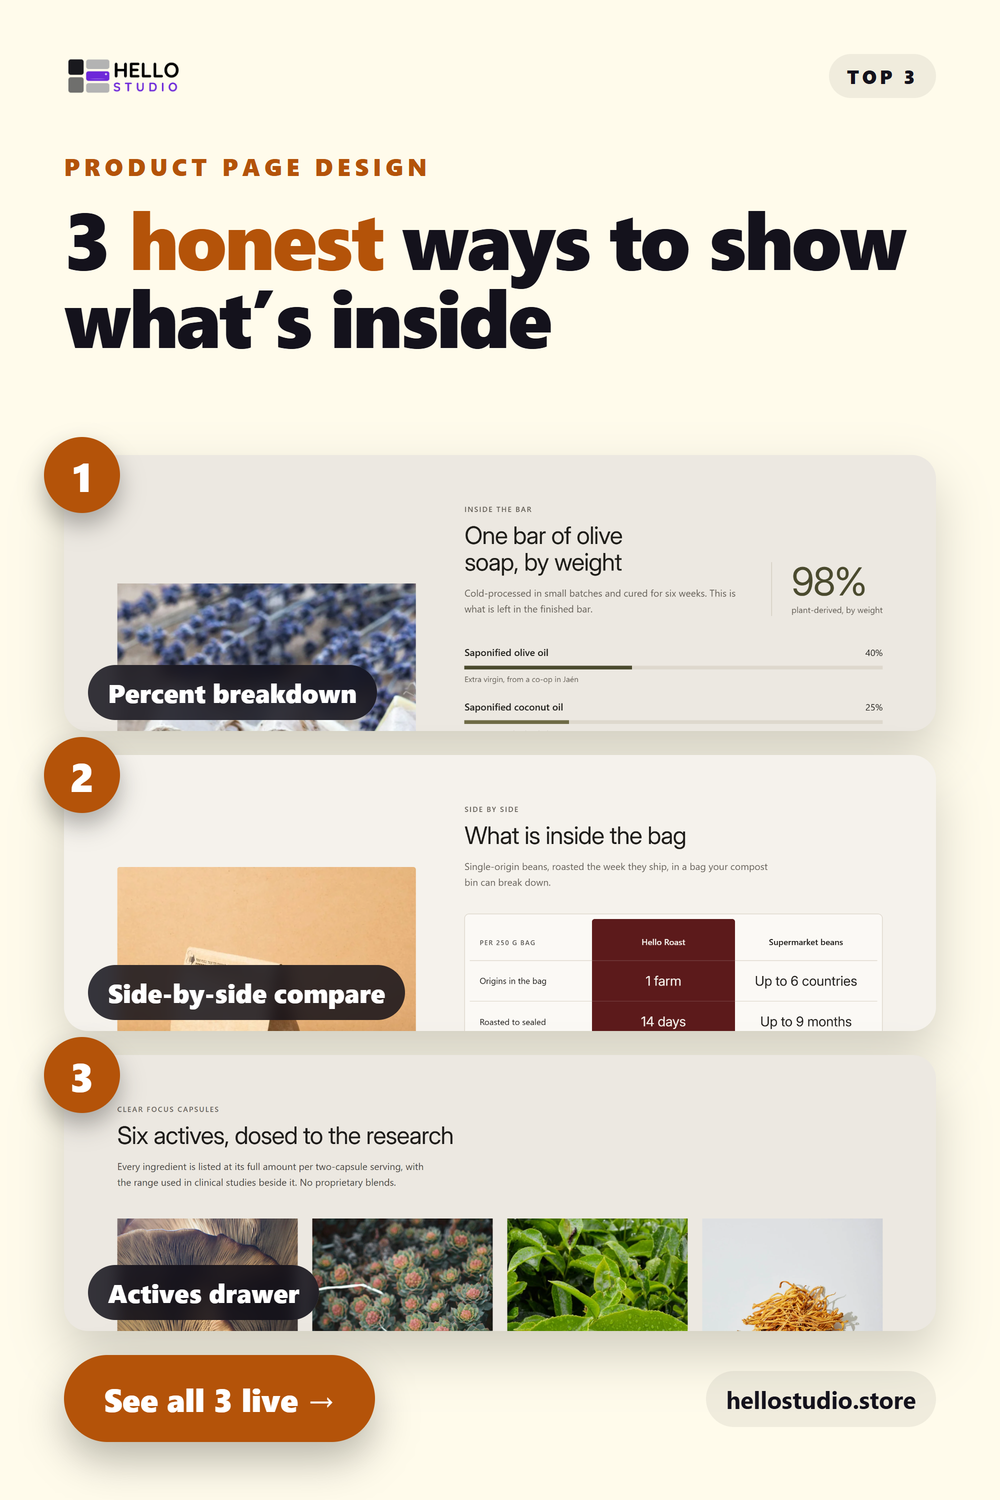 HELLO
STUDIO
TOP 3
PRODUCT PAGE DESIGN
3 honest ways to show
what's inside
1
INSIDE THE BAR
One bar of olive
soap, by weight
Cold-processed in small batches and cured for six weeks. This is
what is left in the finished bar.
98%
plant-derived, by weight
Saponified olive oil 40%
Extra virgin, from a co-op in Jaén
Saponified coconut oil 25%
Percent breakdown
2
SIDE BY SIDE
What is inside the bag
Single-origin beans, roasted the week they ship, in a bag your compost
bin can break down.
PER 250 G BAG Hello Roast Supermarket beans
Origins in the bag 1 farm Up to 6 countries
Roasted to sealed 14 days Up to 9 months
Side-by-side compare
3
CLEAR FOCUS CAPSULES
Six actives, dosed to the research
Every ingredient is listed at its full amount per two-capsule serving, with
the range used in clinical studies beside it. No proprietary blends.
Actives drawer
See all 3 live →
hellostudio.store